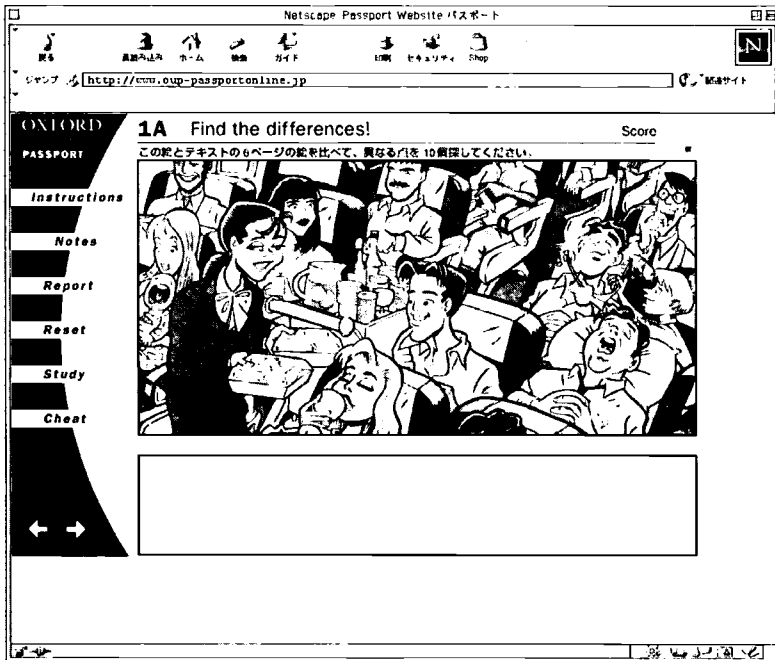 Netscape Passport Website パスポート
戻る 再読み込み ホーム 検索 ガイド 印刷 セキュリティ Shop
N
ジャンプ http://www.oup-passportonline.jp 関連サイト
OXFORD
PASSPORT
1A Find the differences! Score
この絵とテキストの6ページの絵を比べて、異なる点を10個探してください.
Instructions
Notes
Report
Reset
Study
Cheat